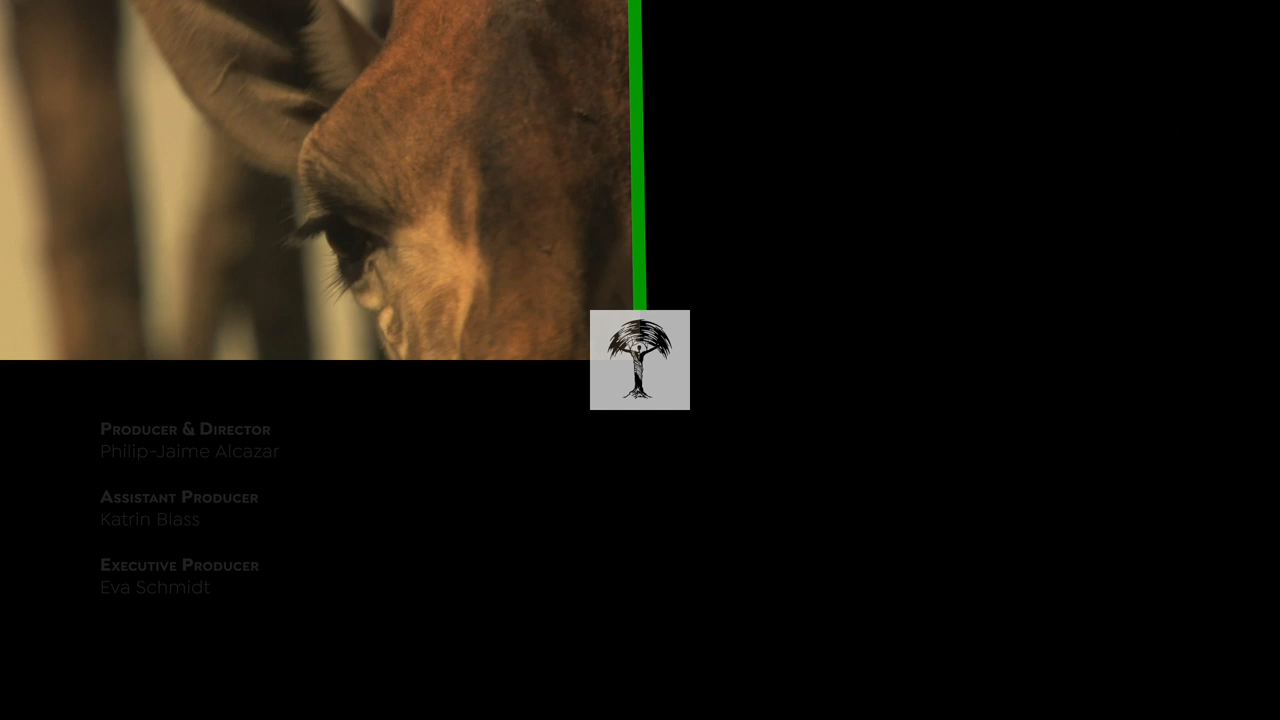 Producer & Director
Philip-Jaime Alcazar
Assistant Producer
Katrin Blass
Executive Producer
Eva Schmidt